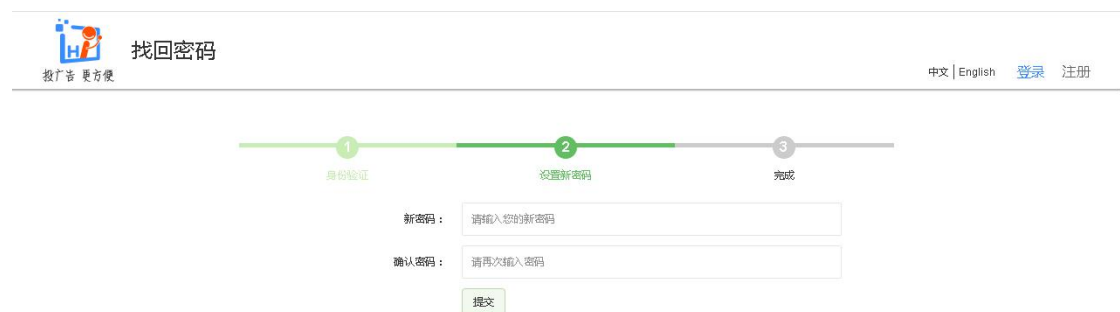 Hi
找回密码
投广告 更方便
中文 | English 登录 注册
1 2 3
身份验证 设置新密码 完成
新密码： 请输入您的新密码
确认密码： 请再次输入密码
提交